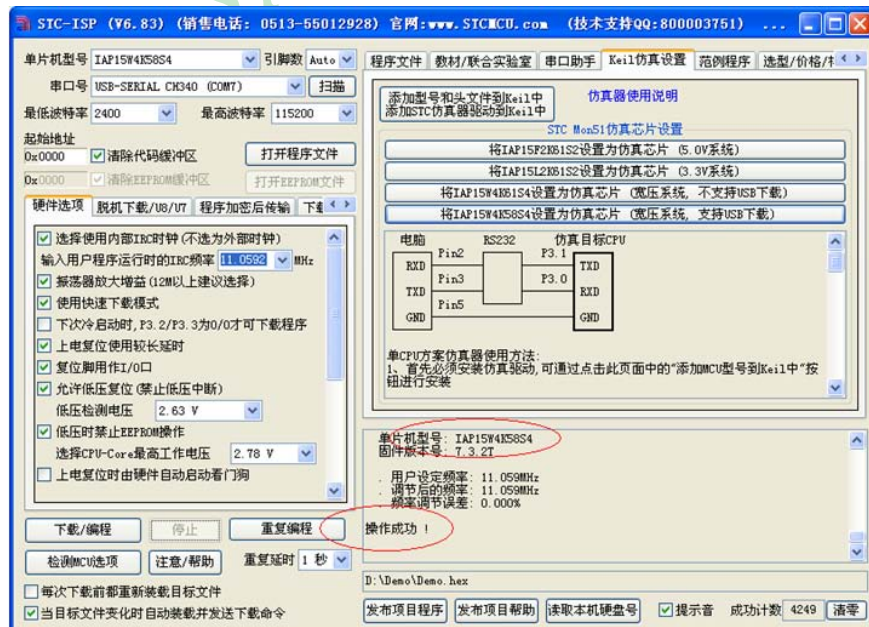 STC-ISP (V6.83) (销售电话: 0513-55012928) 官网:www.STCMCU.com (技术支持QQ:800003751) ...
单片机型号 IAP15W4K58S4 引脚数 Auto
串口号 USB-SERIAL CH340 (COM7) 扫描
最低波特率 2400 最高波特率 115200
起始地址
0x0000 清除代码缓冲区 打开程序文件
0x0000 清除EEPROM缓冲区 打开EEPROM文件
硬件选项 脱机下载/U8/U7 程序加密后传输 下载
选择使用内部IRC时钟(不选为外部时钟)
输入用户程序运行时的IRC频率 11.0592 MHz
振荡器放大增益(12M以上建议选择)
使用快速下载模式
下次冷启动时,P3.2/P3.3为0/0才可下载程序
上电复位使用较长延时
复位脚用作I/O口
允许低压复位(禁止低压中断)
低压检测电压 2.63 V
低压时禁止EEPROM操作
选择CPU-Core最高工作电压 2.78 V
上电复位时由硬件自动启动看门狗
下载/编程 停止 重复编程
检测MCU选项 注意/帮助 重复延时 1 秒
每次下载前都重新装载目标文件
当目标文件变化时自动装载并发送下载命令
程序文件 教材/联合实验室 串口助手 Keil仿真设置 范例程序 选型/价格/
添加型号和头文件到Keil中
添加STC仿真器驱动到Keil中
仿真器使用说明
STC Mon51仿真芯片设置
将IAP15F2K61S2设置为仿真芯片 (5.0V系统)
将IAP15L2K61S2设置为仿真芯片 (3.3V系统)
将IAP15W4K61S4设置为仿真芯片 (宽压系统, 不支持USB下载)
将IAP15W4K58S4设置为仿真芯片 (宽压系统, 支持USB下载)
电脑 RS232 仿真目标CPU
Pin2 P3.1
RXD TXD
Pin3 P3.0
TXD RXD
Pin5
GND GND
单CPU方案仿真器使用方法:
1、首先必须安装仿真驱动,可通过点击此页面中的“添加MCU型号到Keil中”按
钮进行安装
单片机型号: IAP15W4K58S4
固件版本号: 7.3.2T
. 用户设定频率: 11.059MHz
. 调节后的频率: 11.059MHz
. 频率调节误差: 0.000%
操作成功 !
D:\Demo\Demo.hex
发布项目程序 发布项目帮助 读取本机硬盘号 提示音 成功计数 4249 清零